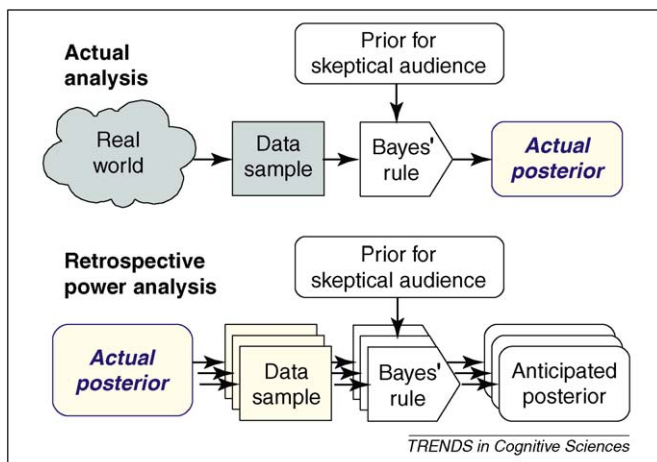 Actual
analysis
Prior for
skeptical audience
Real
world
Data
sample
Bayes'
rule
Actual
posterior
Retrospective
power analysis
Prior for
skeptical audience
Actual
posterior
Data
sample
Bayes'
rule
Anticipated
posterior
TRENDS in Cognitive Sciences